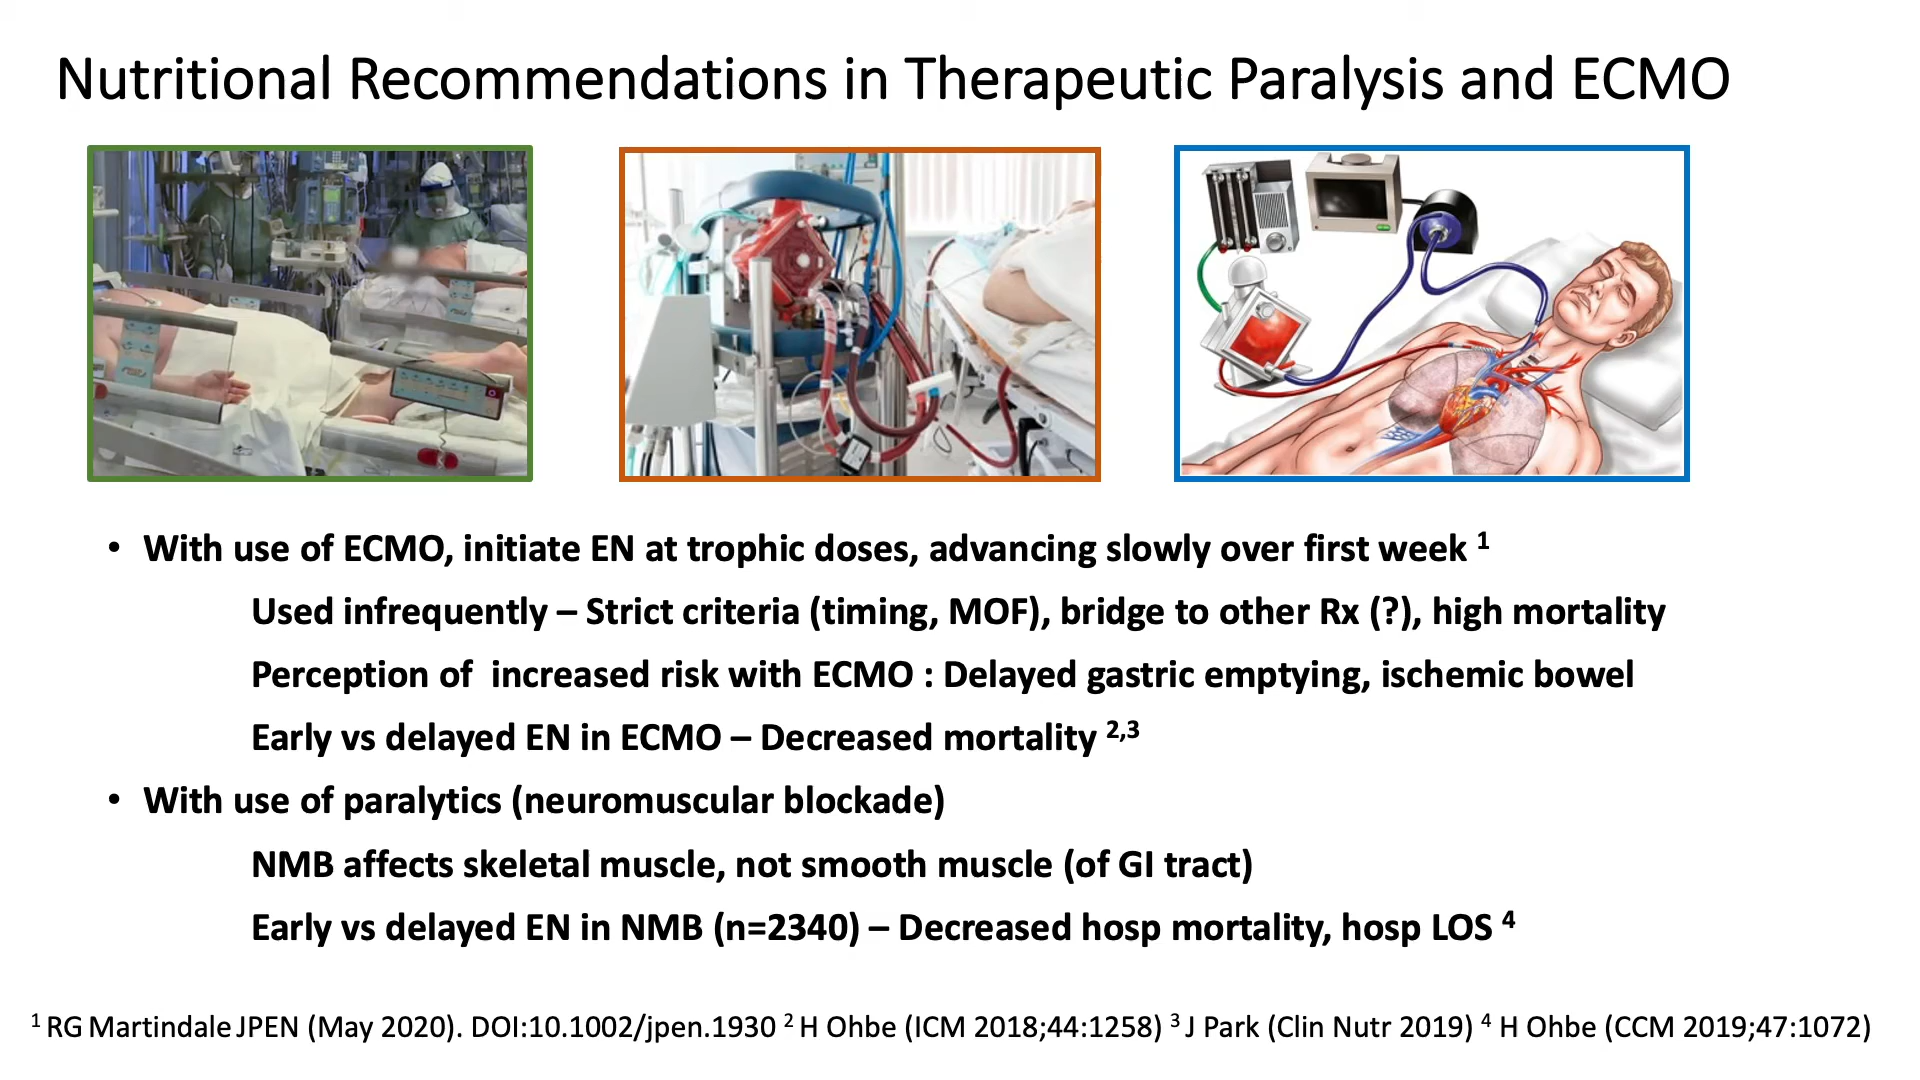 Nutritional Recommendations in Therapeutic Paralysis and ECMO
• With use of ECMO, initiate EN at trophic doses, advancing slowly over first week ¹
Used infrequently – Strict criteria (timing, MOF), bridge to other Rx (?), high mortality
Perception of increased risk with ECMO : Delayed gastric emptying, ischemic bowel
Early vs delayed EN in ECMO – Decreased mortality ²,³
• With use of paralytics (neuromuscular blockade)
NMB affects skeletal muscle, not smooth muscle (of GI tract)
Early vs delayed EN in NMB (n=2340) – Decreased hosp mortality, hosp LOS ⁴
¹ RG Martindale JPEN (May 2020). DOI:10.1002/jpen.1930 ² H Ohbe (ICM 2018;44:1258) ³ J Park (Clin Nutr 2019) ⁴ H Ohbe (CCM 2019;47:1072)